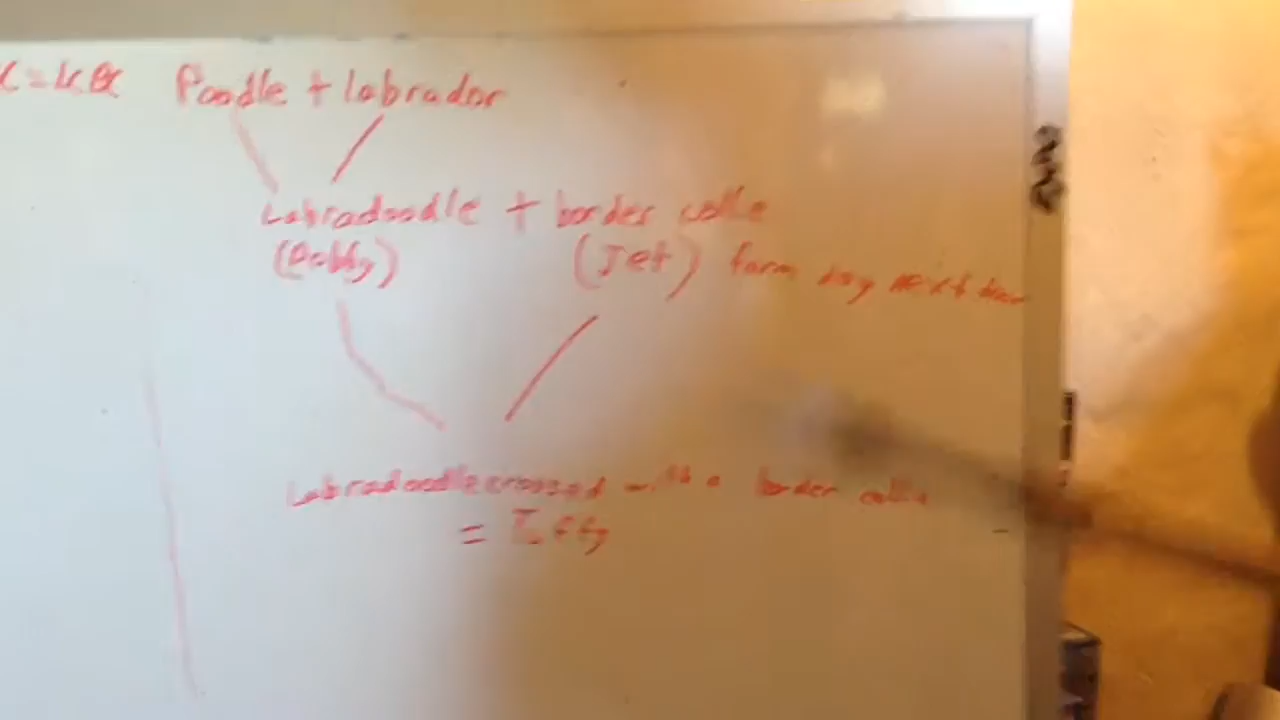 Poodle + labrador
Labradoodle + border collie
(Jet) farm dog next door
Labradoodle crossed with a border collie
=